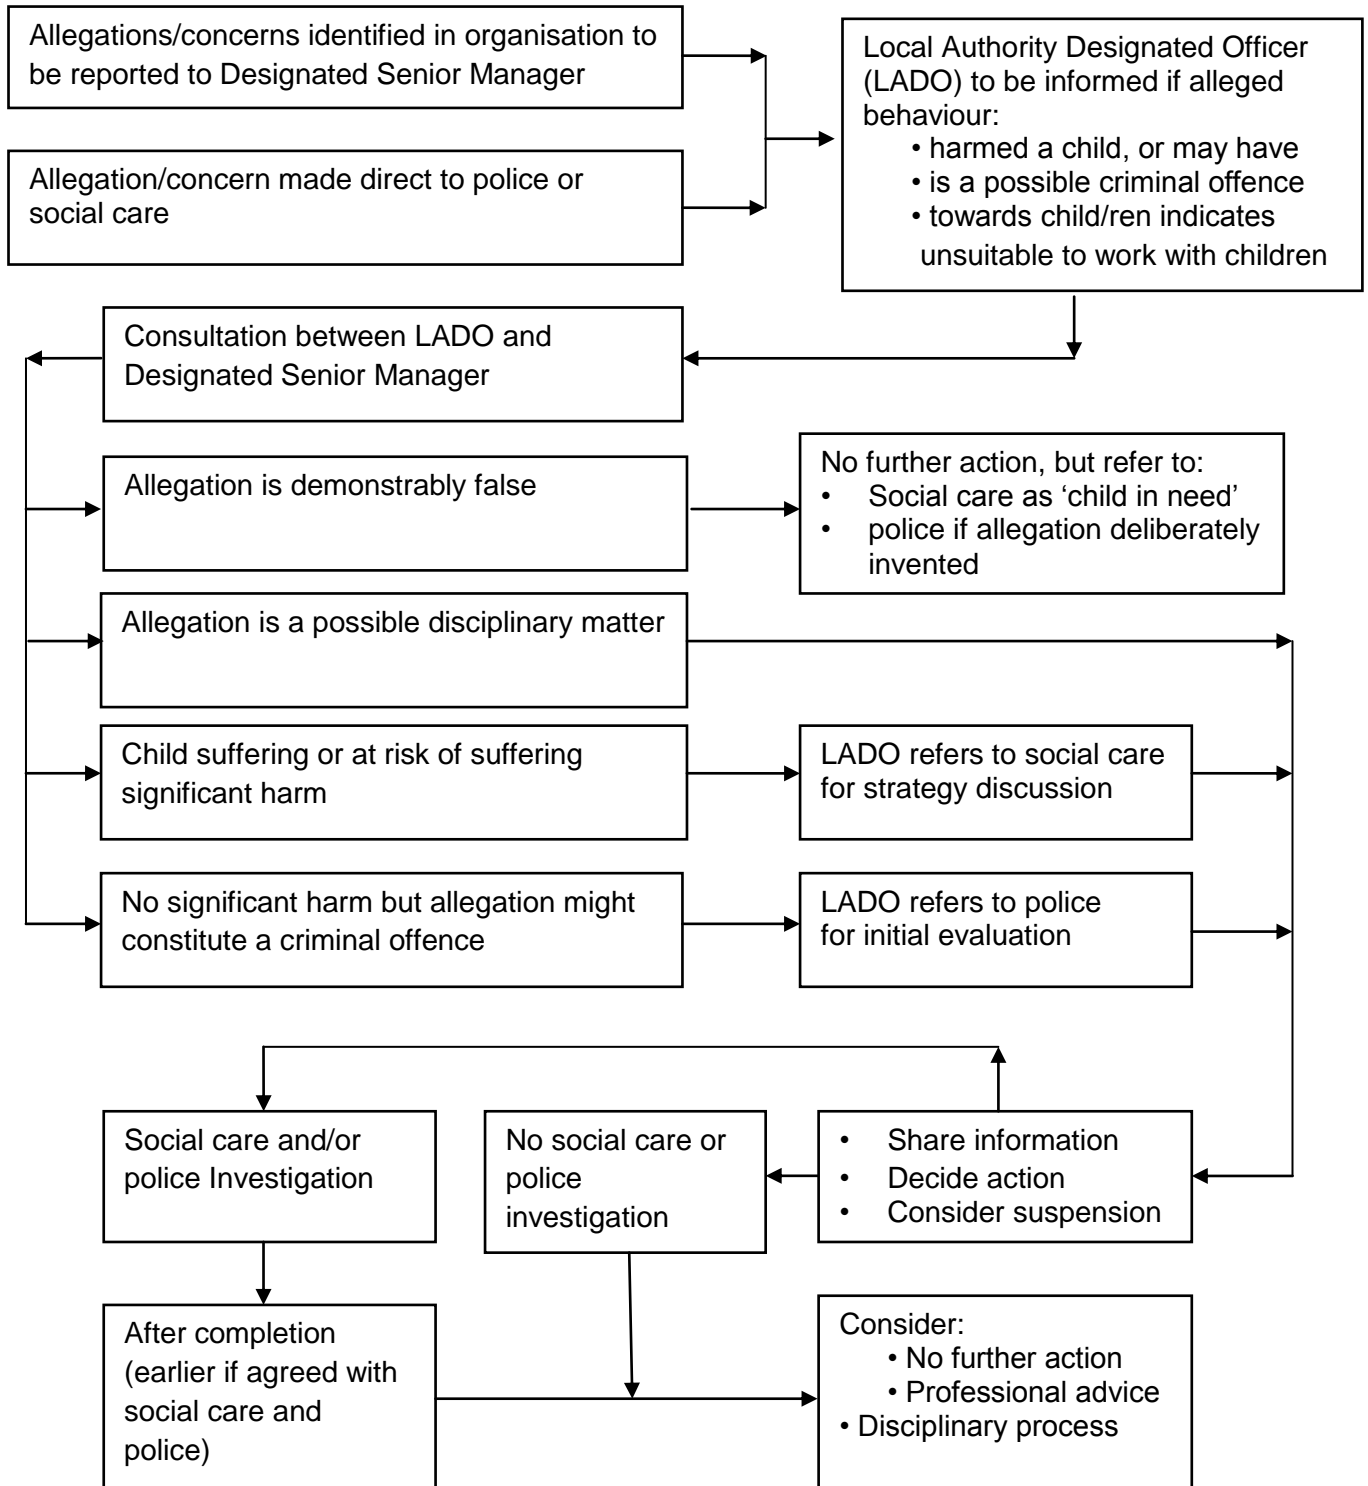 Allegations/concerns identified in organisation to
be reported to Designated Senior Manager
Local Authority Designated Officer
(LADO) to be informed if alleged
behaviour:
• harmed a child, or may have
• is a possible criminal offence
• towards child/ren indicates
unsuitable to work with children
Allegation/concern made direct to police or
social care
Consultation between LADO and
Designated Senior Manager
Allegation is demonstrably false
No further action, but refer to:
• Social care as ‘child in need’
• police if allegation deliberately
invented
Allegation is a possible disciplinary matter
Child suffering or at risk of suffering
significant harm
LADO refers to social care
for strategy discussion
No significant harm but allegation might
constitute a criminal offence
LADO refers to police
for initial evaluation
Social care and/or
police Investigation
No social care or
police
investigation
• Share information
• Decide action
• Consider suspension
After completion
(earlier if agreed with
social care and
police)
Consider:
• No further action
• Professional advice
• Disciplinary process